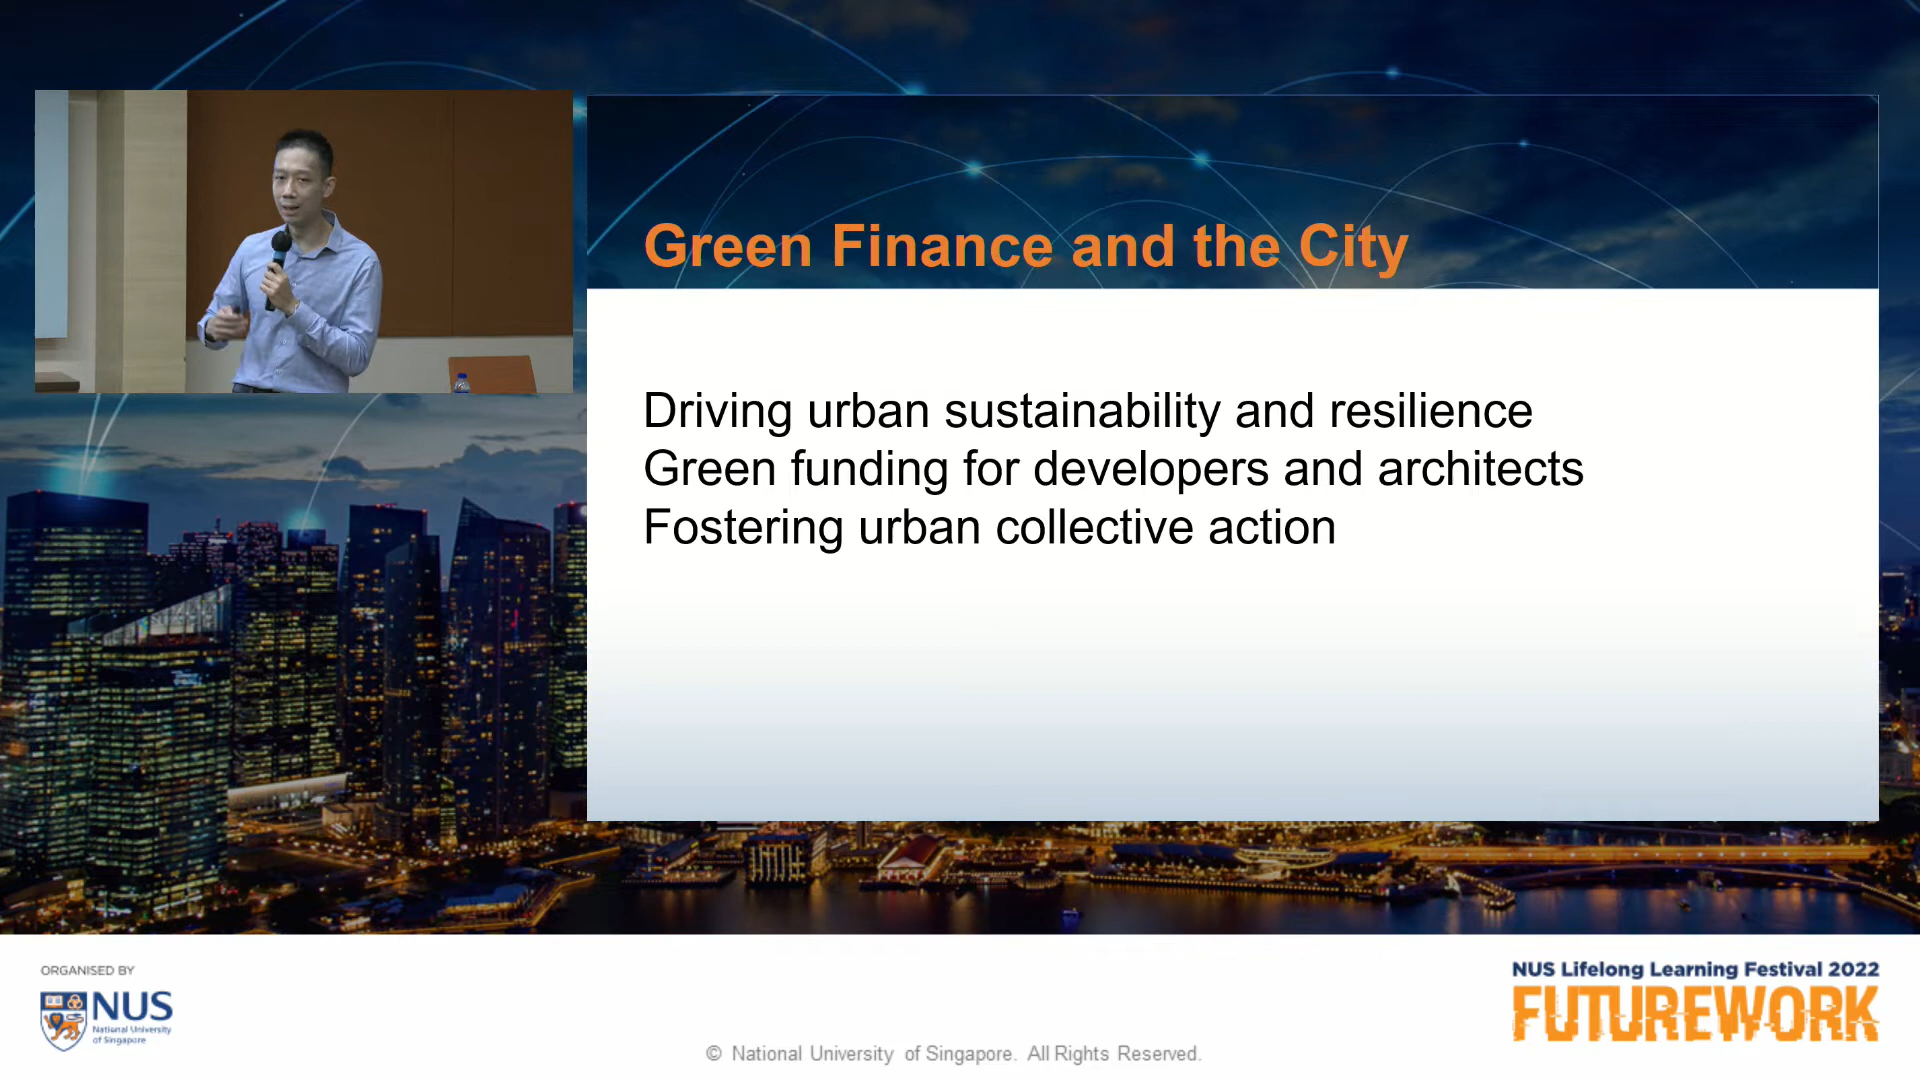 Green Finance and the City
Driving urban sustainability and resilience
Green funding for developers and architects
Fostering urban collective action
ORGANISED BY
NUS
National University
of Singapore
© National University of Singapore. All Rights Reserved.
NUS Lifelong Learning Festival 2022
FUTUREWORK